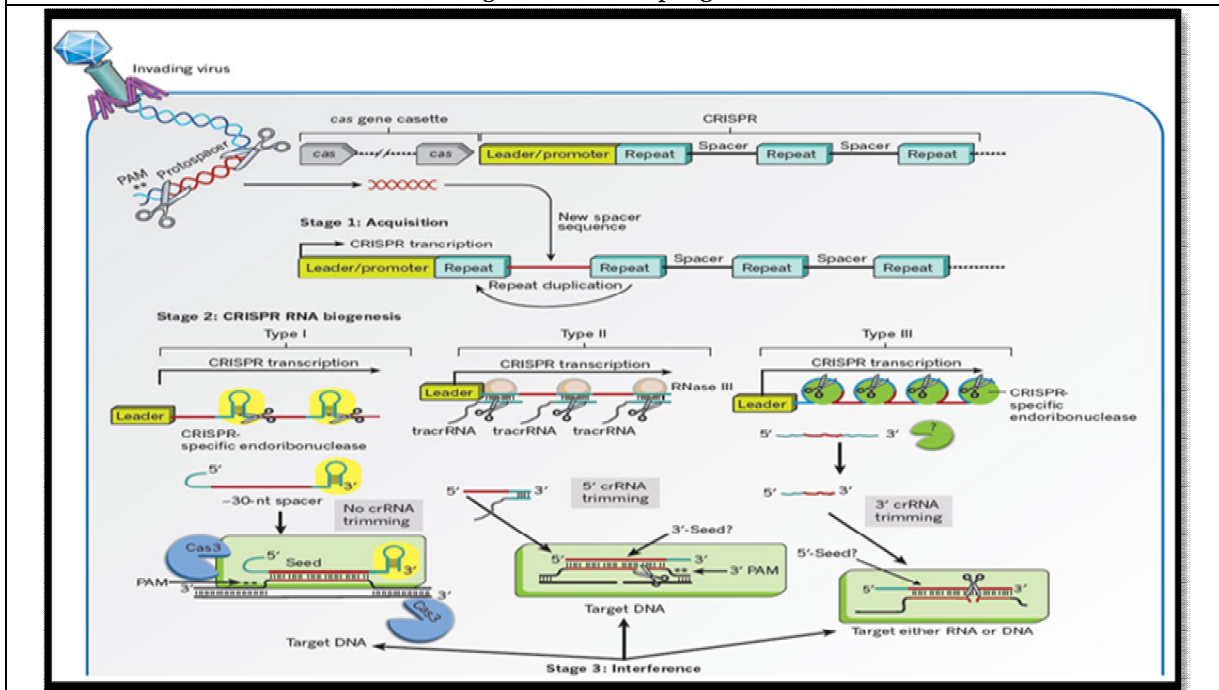 Invading virus
cas gene casette
CRISPR
PAM
**
Protospacer
cas
cas
Leader/promoter
Repeat
Spacer
Repeat
Spacer
Repeat
Stage 1: Acquisition
New spacer
sequence
CRISPR trancription
Leader/promoter
Repeat
Repeat
Spacer
Repeat
Spacer
Repeat
Repeat duplication
Stage 2: CRISPR RNA biogenesis
Type I
CRISPR transcription
Leader
CRISPR-
specific endoribonuclease
5′
3′
~30-nt spacer
No crRNA
trimming
Cas3
5′
Seed
3′
PAM
**
3′
3′
Cas3
Target DNA
Type II
CRISPR transcription
Leader
RNase III
tracrRNA
tracrRNA
tracrRNA
5′
3′
5′ crRNA
trimming
3′-Seed?
5′
3′
**
3′ PAM
Target DNA
Type III
CRISPR transcription
Leader
CRISPR-
specific
endoribonuclease
5′
3′
?
5′
3′
3′ crRNA
trimming
5′-Seed?
5′
3′
Target either RNA or DNA
Stage 3: Interference